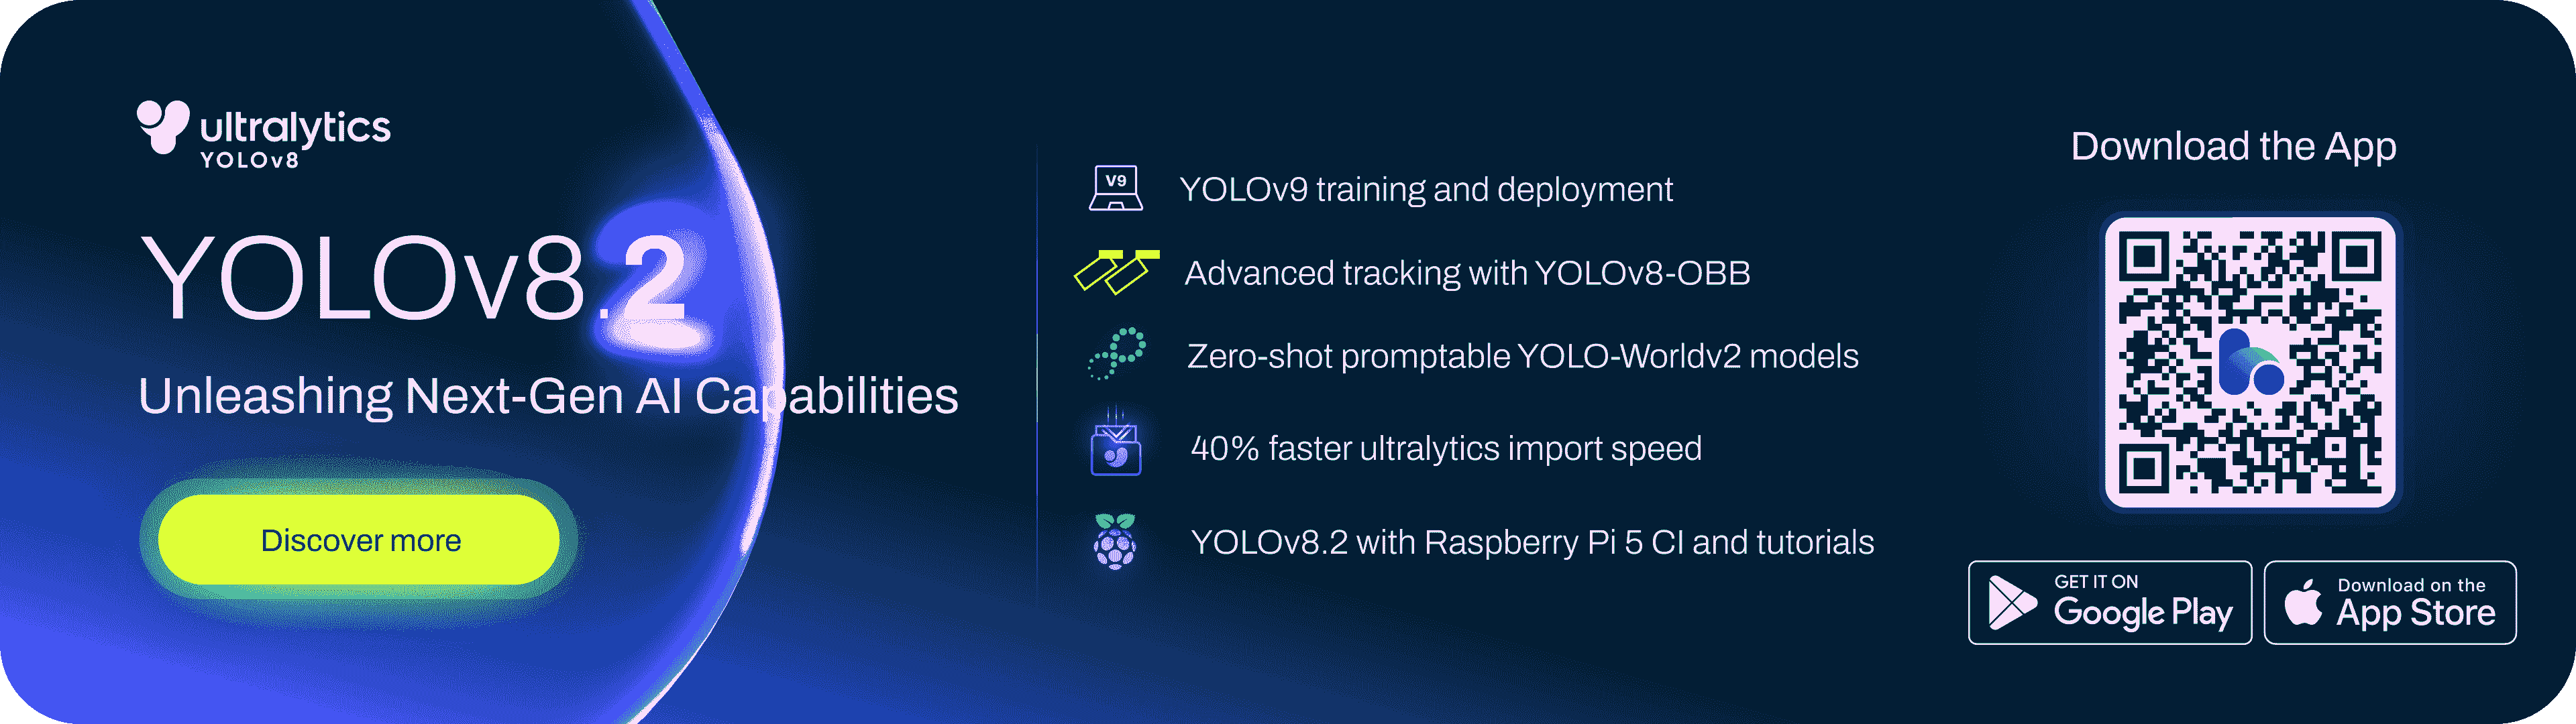 ultralytics
YOLOv8
YOLOv8.2
Unleashing Next-Gen AI Capabilities
Discover more
V9
YOLOv9 training and deployment
Advanced tracking with YOLOv8-OBB
Zero-shot promptable YOLO-Worldv2 models
40% faster ultralytics import speed
YOLOv8.2 with Raspberry Pi 5 CI and tutorials
Download the App
GET IT ON
Google Play
Download on the
App Store